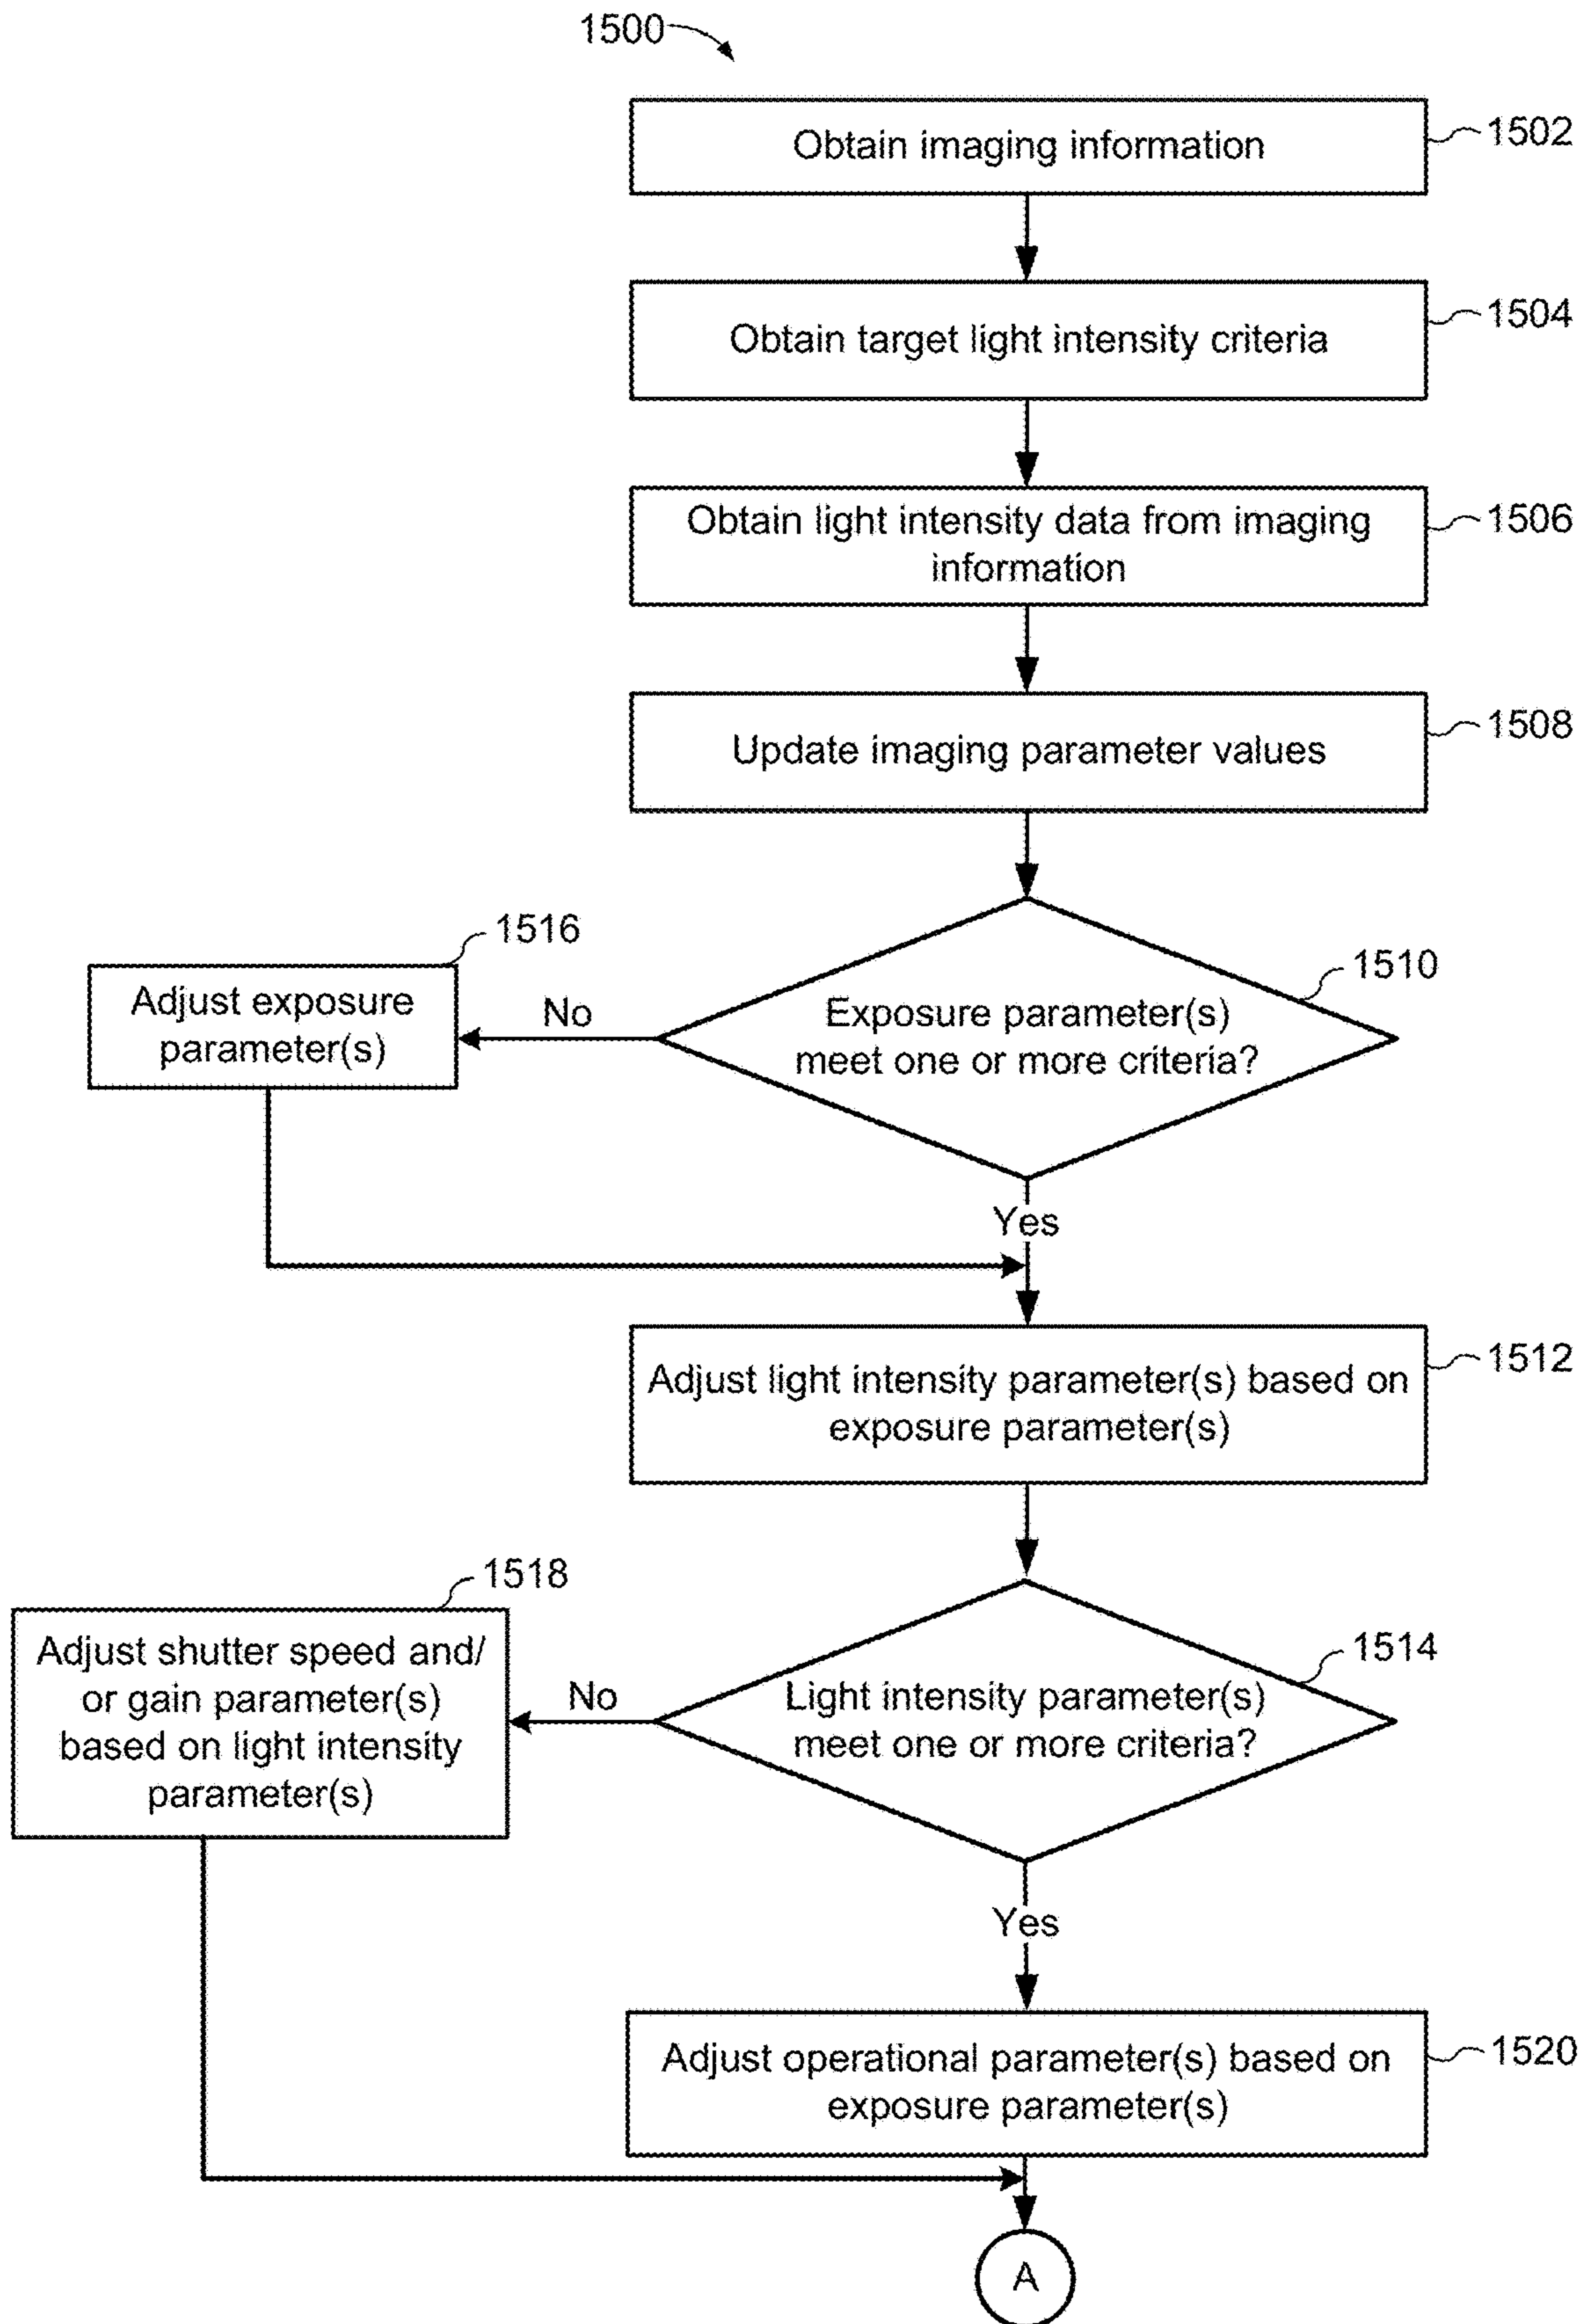 1500
Obtain imaging information
1502
Obtain target light intensity criteria
1504
Obtain light intensity data from imaging
information
1506
Update imaging parameter values
1508
1516
Adjust exposure
parameter(s)
No
Exposure parameter(s)
meet one or more criteria?
1510
Yes
Adjust light intensity parameter(s) based on
exposure parameter(s)
1512
1518
Adjust shutter speed and/
or gain parameter(s)
based on light intensity
parameter(s)
No
Light intensity parameter(s)
meet one or more criteria?
1514
Yes
Adjust operational parameter(s) based on
exposure parameter(s)
1520
A